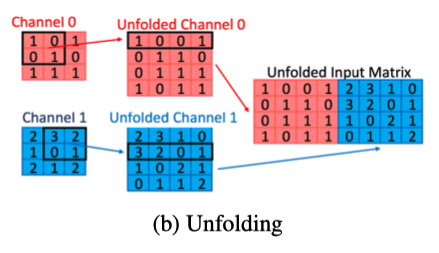 Channel 0
1 0 1
0 1 0
1 1 1
Unfolded Channel 0
1 0 0 1
0 1 1 0
0 1 1 1
1 0 1 1
Channel 1
2 3 2
1 0 1
2 1 2
Unfolded Channel 1
2 3 1 0
3 2 0 1
1 0 2 1
0 1 1 2
Unfolded Input Matrix
1 0 0 1 2 3 1 0
0 1 1 0 3 2 0 1
0 1 1 1 1 0 2 1
1 0 1 1 0 1 1 2
(b) Unfolding